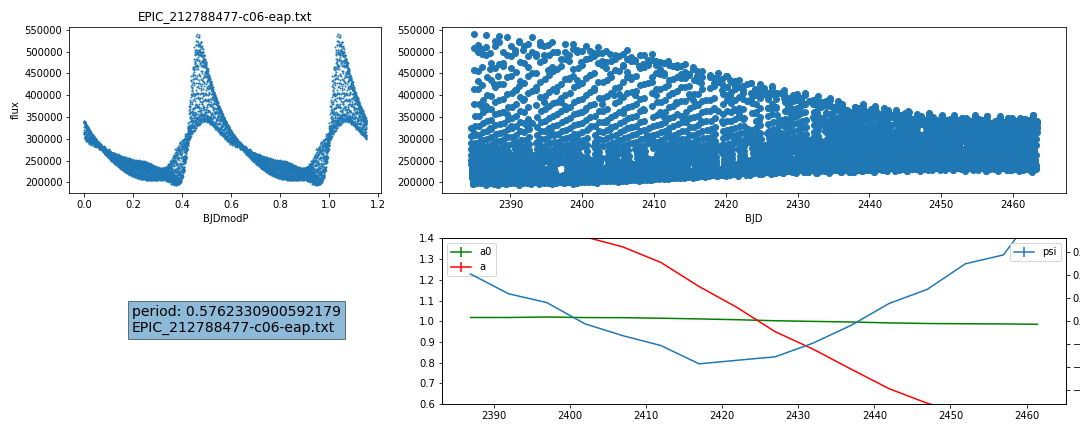 EPIC_212788477-c06-eap.txt
flux
550000
500000
450000
400000
350000
300000
250000
200000
0.0 0.2 0.4 0.6 0.8 1.0 1.2
BJDmodP
550000
500000
450000
400000
350000
300000
250000
200000
2390 2400 2410 2420 2430 2440 2450 2460
BJD
period: 0.5762330900592179
EPIC_212788477-c06-eap.txt
1.4
1.3
1.2
1.1
1.0
0.9
0.8
0.7
0.6
a0
a
psi
2390 2400 2410 2420 2430 2440 2450 2460